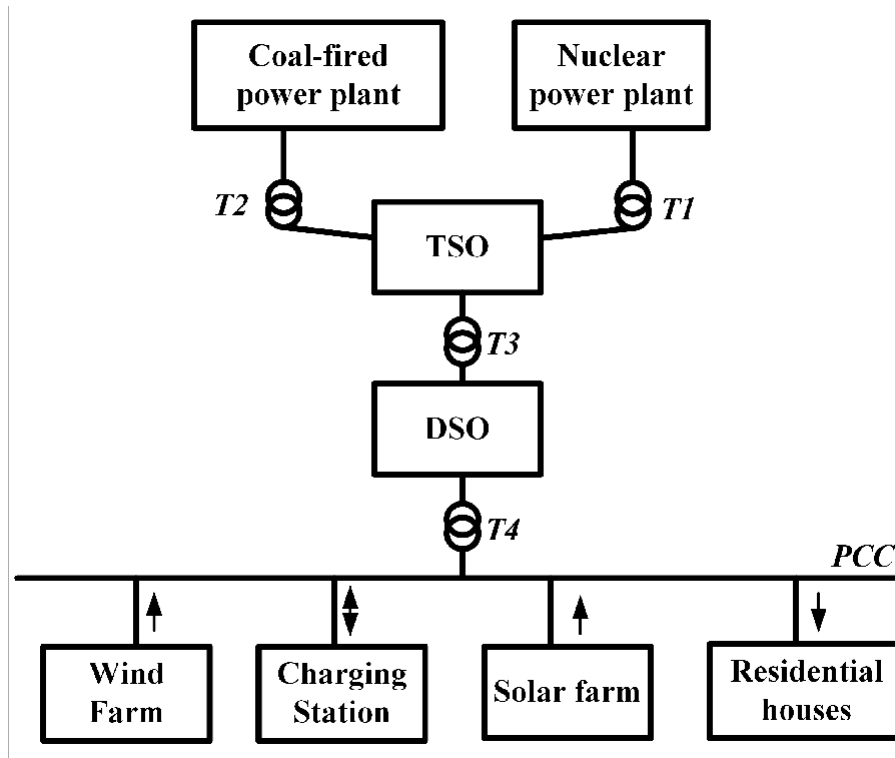 Coal-fired
power plant
Nuclear
power plant
T2
T1
TSO
T3
DSO
T4
PCC
Wind
Farm
Charging
Station
Solar farm
Residential
houses